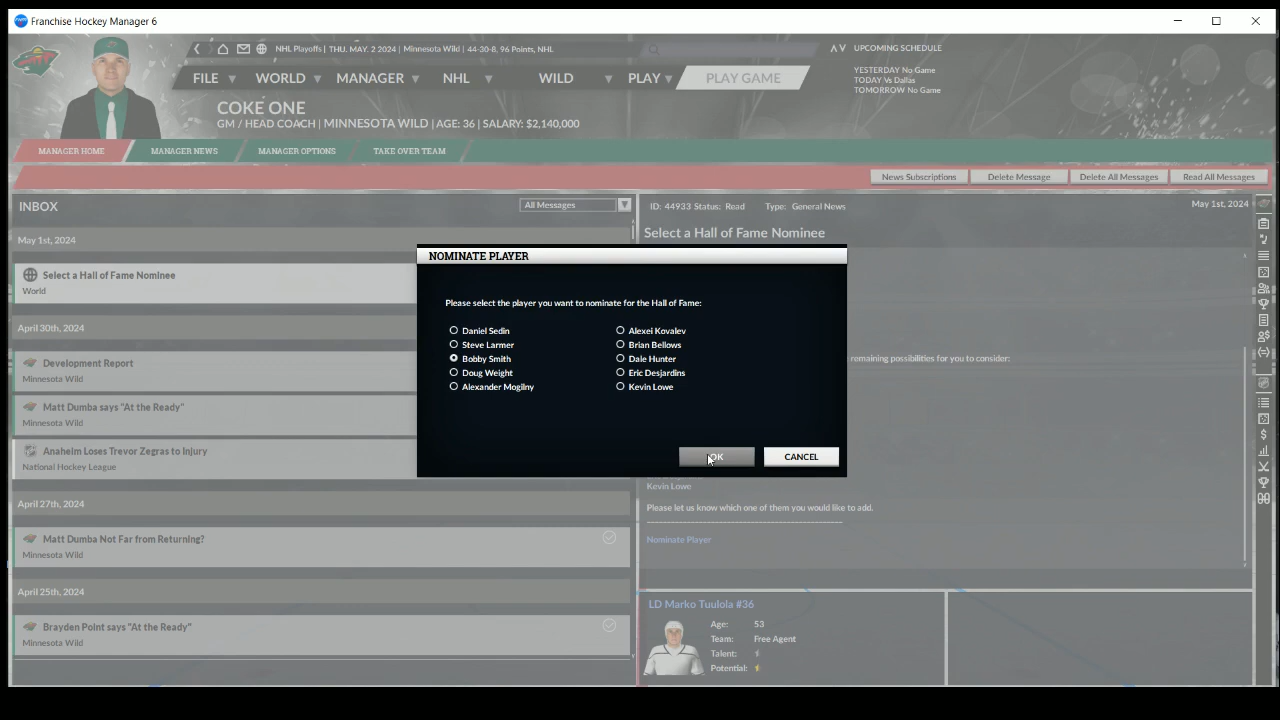 Franchise Hockey Manager 6
NHL Playoffs | THU. MAY. 2 2024 | Minnesota Wild | 44-30-8, 96 Points, NHL
UPCOMING SCHEDULE
YESTERDAY No Game
TODAY Vs Dallas
TOMORROW No Game
FILE WORLD MANAGER NHL WILD PLAY PLAY GAME
COKE ONE
GM / HEAD COACH | MINNESOTA WILD | AGE: 36 | SALARY: $2,140,000
MANAGER HOME MANAGER NEWS MANAGER OPTIONS TAKE OVER TEAM
News Subscriptions Delete Message Delete All Messages Read All Messages
INBOX All Messages
May 1st, 2024
Select a Hall of Fame Nominee
World
April 30th, 2024
Development Report
Minnesota Wild
Matt Dumba says "At the Ready"
Minnesota Wild
Anaheim Loses Trevor Zegras to Injury
National Hockey League
April 27th, 2024
Matt Dumba Not Far from Returning?
Minnesota Wild
April 25th, 2024
Brayden Point says "At the Ready"
Minnesota Wild
ID: 44933 Status: Read Type: General News May 1st, 2024
Select a Hall of Fame Nominee
remaining possibilities for you to consider:
NOMINATE PLAYER
Please select the player you want to nominate for the Hall of Fame:
Daniel Sedin Alexei Kovalev
Steve Larmer Brian Bellows
Bobby Smith Dale Hunter
Doug Weight Eric Desjardins
Alexander Mogilny Kevin Lowe
OK CANCEL
Kevin Lowe
Please let us know which one of them you would like to add.
Nominate Player
LD Marko Tuulola #36
Age: 53
Team: Free Agent
Talent:
Potential: